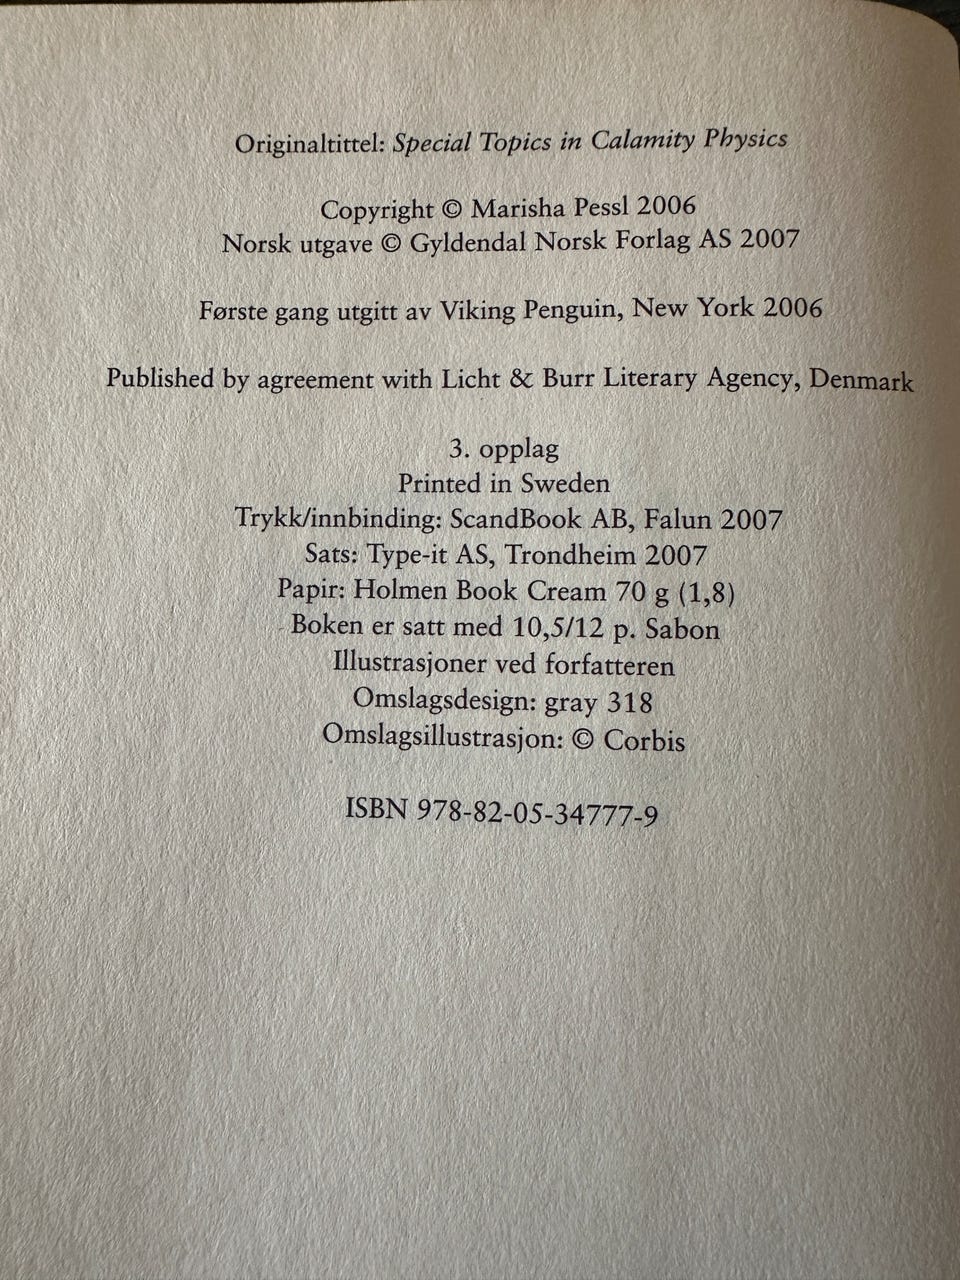 Originaltittel: Special Topics in Calamity Physics
Copyright © Marisha Pessl 2006
Norsk utgave © Gyldendal Norsk Forlag AS 2007
Første gang utgitt av Viking Penguin, New York 2006
Published by agreement with Licht & Burr Literary Agency, Denmark
3. opplag
Printed in Sweden
Trykk/innbinding: ScandBook AB, Falun 2007
Sats: Type-it AS, Trondheim 2007
Papir: Holmen Book Cream 70 g (1,8)
Boken er satt med 10,5/12 p. Sabon
Illustrasjoner ved forfatteren
Omslagsdesign: gray 318
Omslagsillustrasjon: © Corbis
ISBN 978-82-05-34777-9